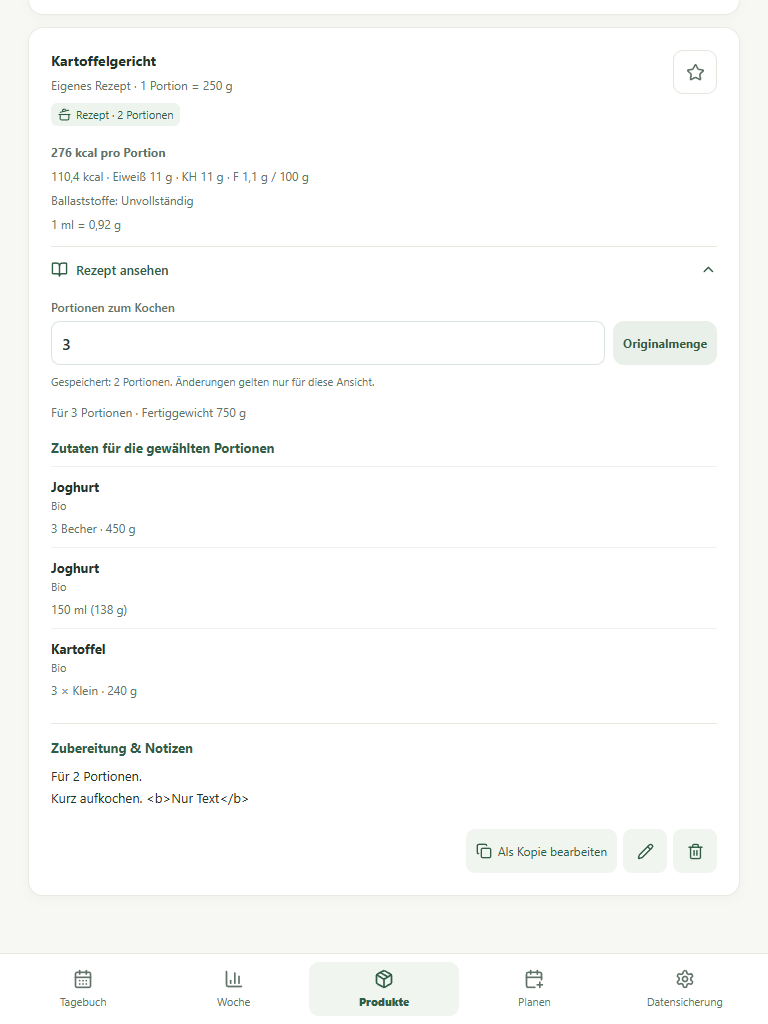 Kartoffelgericht
Eigenes Rezept · 1 Portion = 250 g
Rezept · 2 Portionen
276 kcal pro Portion
110,4 kcal · Eiweiß 11 g · KH 11 g · F 1,1 g / 100 g
Ballaststoffe: Unvollständig
1 ml = 0,92 g
Rezept ansehen
Portionen zum Kochen
3
Originalmenge
Gespeichert: 2 Portionen. Änderungen gelten nur für diese Ansicht.
Für 3 Portionen · Fertiggewicht 750 g
Zutaten für die gewählten Portionen
Joghurt
Bio
3 Becher · 450 g
Joghurt
Bio
150 ml (138 g)
Kartoffel
Bio
3 × Klein · 240 g
Zubereitung & Notizen
Für 2 Portionen.
Kurz aufkochen. <b>Nur Text</b>
Als Kopie bearbeiten
Tagebuch
Woche
Produkte
Planen
Datensicherung